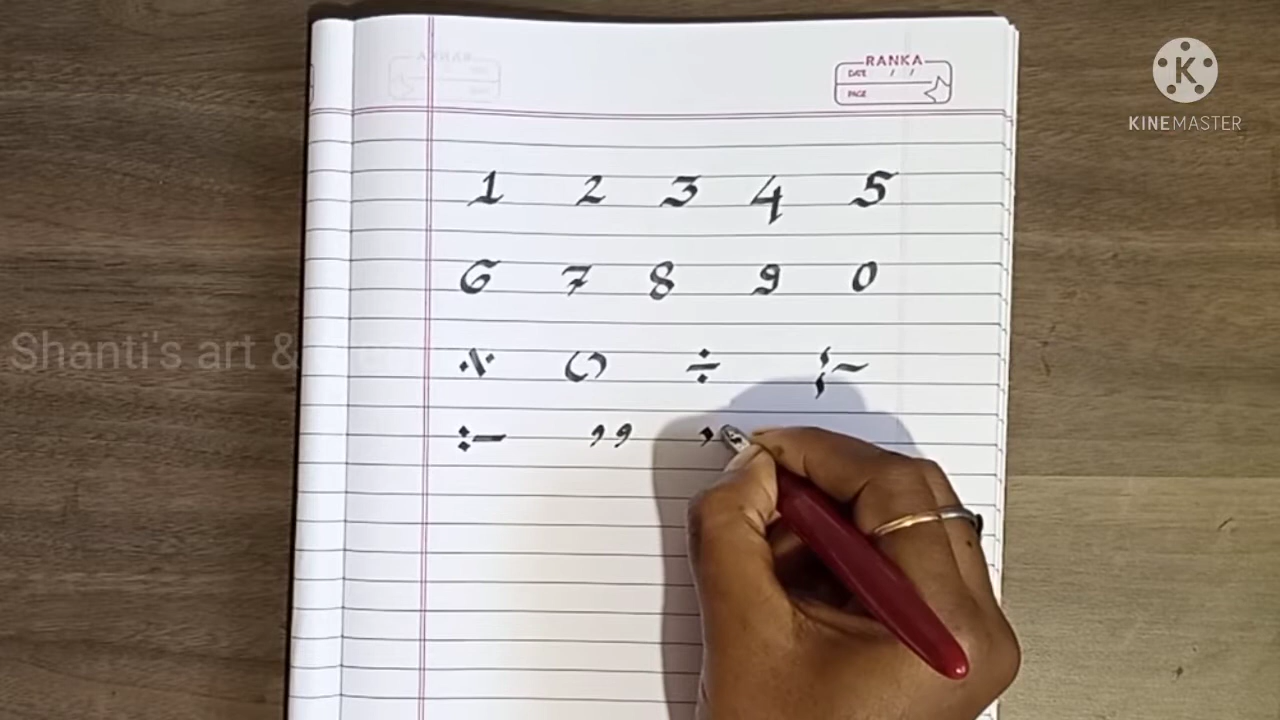 RANKA
DATE / /
PAGE
KINEMASTER
1 2 3 4 5
6 7 8 9 0
Shanti's art &
÷
:- ,, ,